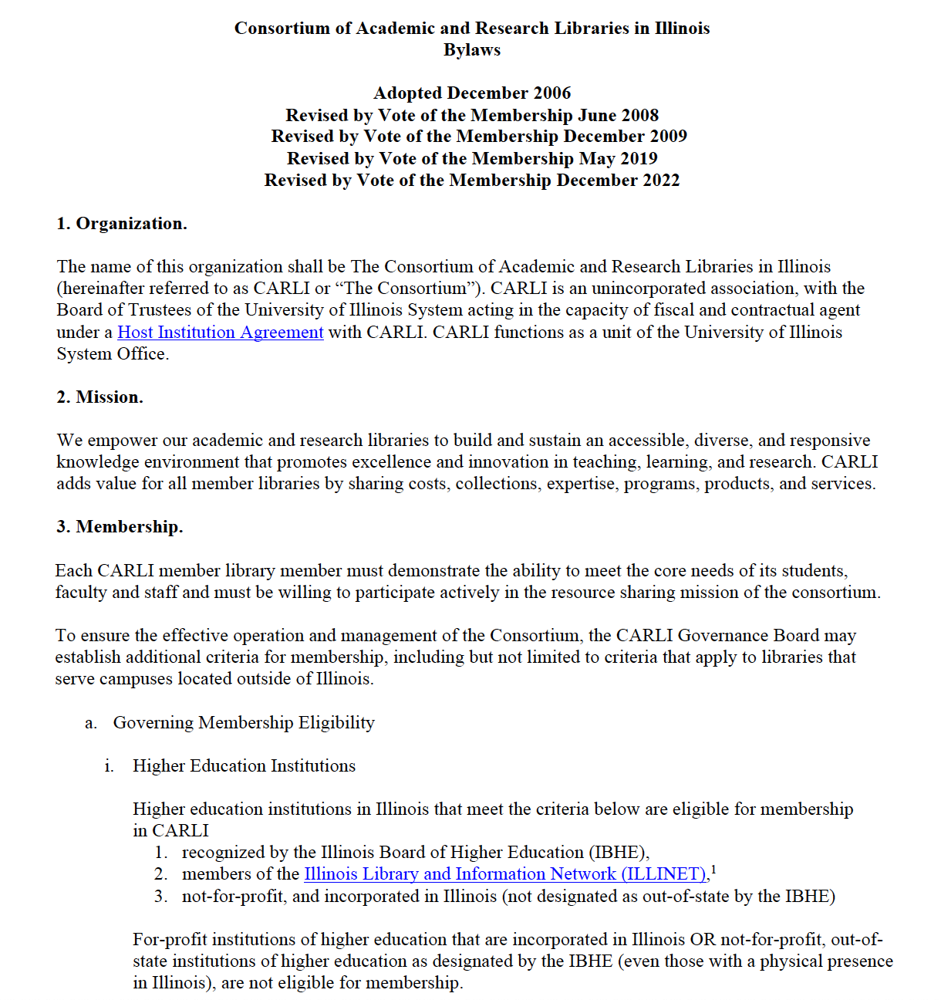 Consortium of Academic and Research Libraries in Illinois
Bylaws
Adopted December 2006
Revised by Vote of the Membership June 2008
Revised by Vote of the Membership December 2009
Revised by Vote of the Membership May 2019
Revised by Vote of the Membership December 2022
1. Organization.
The name of this organization shall be The Consortium of Academic and Research Libraries in Illinois
(hereinafter referred to as CARLI or “The Consortium”). CARLI is an unincorporated association, with the
Board of Trustees of the University of Illinois System acting in the capacity of fiscal and contractual agent
under a Host Institution Agreement with CARLI. CARLI functions as a unit of the University of Illinois
System Office.
2. Mission.
We empower our academic and research libraries to build and sustain an accessible, diverse, and responsive
knowledge environment that promotes excellence and innovation in teaching, learning, and research. CARLI
adds value for all member libraries by sharing costs, collections, expertise, programs, products, and services.
3. Membership.
Each CARLI member library member must demonstrate the ability to meet the core needs of its students,
faculty and staff and must be willing to participate actively in the resource sharing mission of the consortium.
To ensure the effective operation and management of the Consortium, the CARLI Governance Board may
establish additional criteria for membership, including but not limited to criteria that apply to libraries that
serve campuses located outside of Illinois.
a. Governing Membership Eligibility
i. Higher Education Institutions
Higher education institutions in Illinois that meet the criteria below are eligible for membership
in CARLI
1. recognized by the Illinois Board of Higher Education (IBHE),
2. members of the Illinois Library and Information Network (ILLINET),¹
3. not-for-profit, and incorporated in Illinois (not designated as out-of-state by the IBHE)
For-profit institutions of higher education that are incorporated in Illinois OR not-for-profit, out-of-
state institutions of higher education as designated by the IBHE (even those with a physical presence
in Illinois), are not eligible for membership.